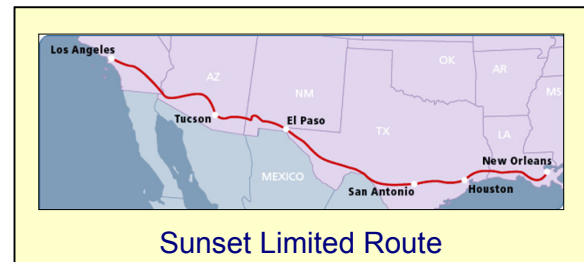 Los Angeles
AZ
OK
AR
NM
MS
Tucson
El Paso
TX
LA
New Orleans
MEXICO
San Antonio
Houston
Sunset Limited Route